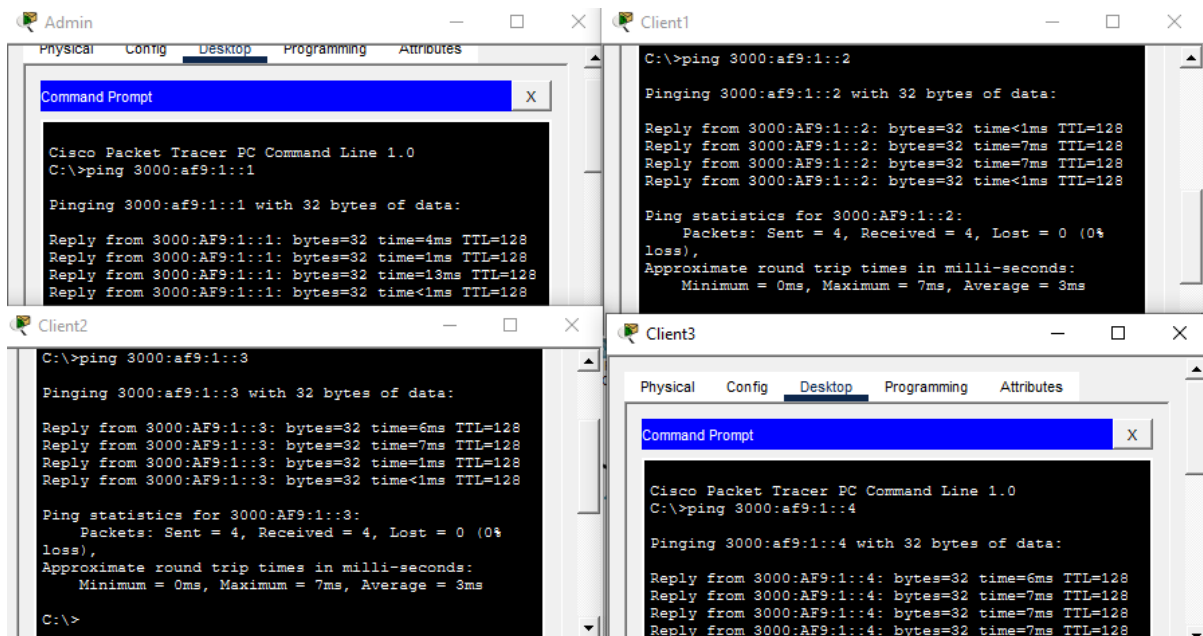 Admin
Physical Config Desktop Programming Attributes
Command Prompt X
Cisco Packet Tracer PC Command Line 1.0
C:\>ping 3000:af9:1::1
Pinging 3000:af9:1::1 with 32 bytes of data:
Reply from 3000:AF9:1::1: bytes=32 time=4ms TTL=128
Reply from 3000:AF9:1::1: bytes=32 time=1ms TTL=128
Reply from 3000:AF9:1::1: bytes=32 time=13ms TTL=128
Reply from 3000:AF9:1::1: bytes=32 time<1ms TTL=128
Client1
C:\>ping 3000:af9:1::2
Pinging 3000:af9:1::2 with 32 bytes of data:
Reply from 3000:AF9:1::2: bytes=32 time<1ms TTL=128
Reply from 3000:AF9:1::2: bytes=32 time=7ms TTL=128
Reply from 3000:AF9:1::2: bytes=32 time=7ms TTL=128
Reply from 3000:AF9:1::2: bytes=32 time<1ms TTL=128
Ping statistics for 3000:AF9:1::2:
Packets: Sent = 4, Received = 4, Lost = 0 (0%
loss),
Approximate round trip times in milli-seconds:
Minimum = 0ms, Maximum = 7ms, Average = 3ms
Client2
C:\>ping 3000:af9:1::3
Pinging 3000:af9:1::3 with 32 bytes of data:
Reply from 3000:AF9:1::3: bytes=32 time=6ms TTL=128
Reply from 3000:AF9:1::3: bytes=32 time=7ms TTL=128
Reply from 3000:AF9:1::3: bytes=32 time=1ms TTL=128
Reply from 3000:AF9:1::3: bytes=32 time<1ms TTL=128
Ping statistics for 3000:AF9:1::3:
Packets: Sent = 4, Received = 4, Lost = 0 (0%
loss),
Approximate round trip times in milli-seconds:
Minimum = 0ms, Maximum = 7ms, Average = 3ms
C:\>
Client3
Physical Config Desktop Programming Attributes
Command Prompt X
Cisco Packet Tracer PC Command Line 1.0
C:\>ping 3000:af9:1::4
Pinging 3000:af9:1::4 with 32 bytes of data:
Reply from 3000:AF9:1::4: bytes=32 time=6ms TTL=128
Reply from 3000:AF9:1::4: bytes=32 time=7ms TTL=128
Reply from 3000:AF9:1::4: bytes=32 time=7ms TTL=128
Reply from 3000:AF9:1::4: bytes=32 time=7ms TTL=128